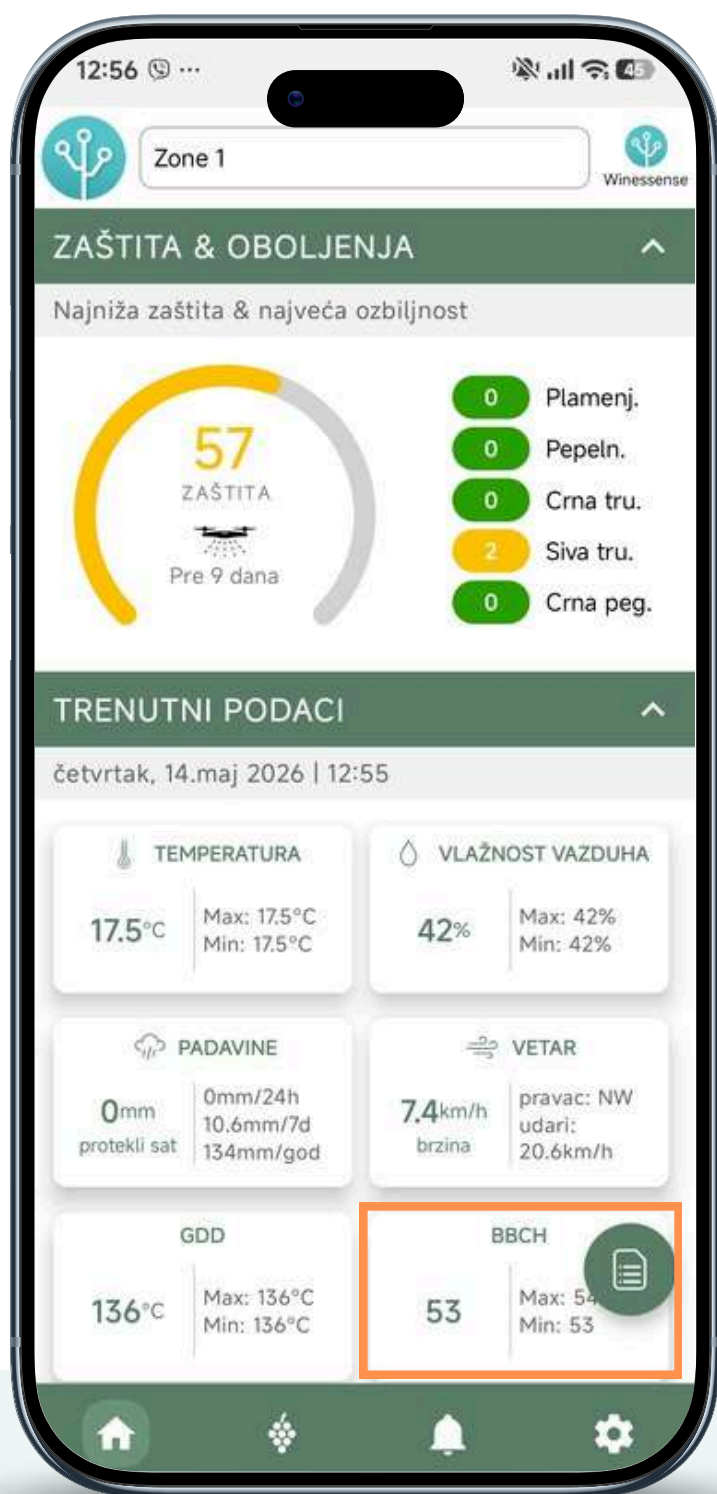 12:56
45
Zone 1
Winessense
ZAŠTITA & OBOLJENJA
Najniža zaštita & najveća ozbiljnost
57
ZAŠTITA
Pre 9 dana
0 Plamenj.
0 Pepeln.
0 Crna tru.
2 Siva tru.
0 Crna peg.
TRENUTNI PODACI
četvrtak, 14.maj 2026 | 12:55
TEMPERATURA
17.5°C
Max: 17.5°C
Min: 17.5°C
VLAŽNOST VAZDUHA
42%
Max: 42%
Min: 42%
PADAVINE
0mm
protekli sat
0mm/24h
10.6mm/7d
134mm/god
VETAR
7.4km/h
brzina
pravac: NW
udari:
20.6km/h
GDD
136°C
Max: 136°C
Min: 136°C
BBCH
53
Max: 54
Min: 53